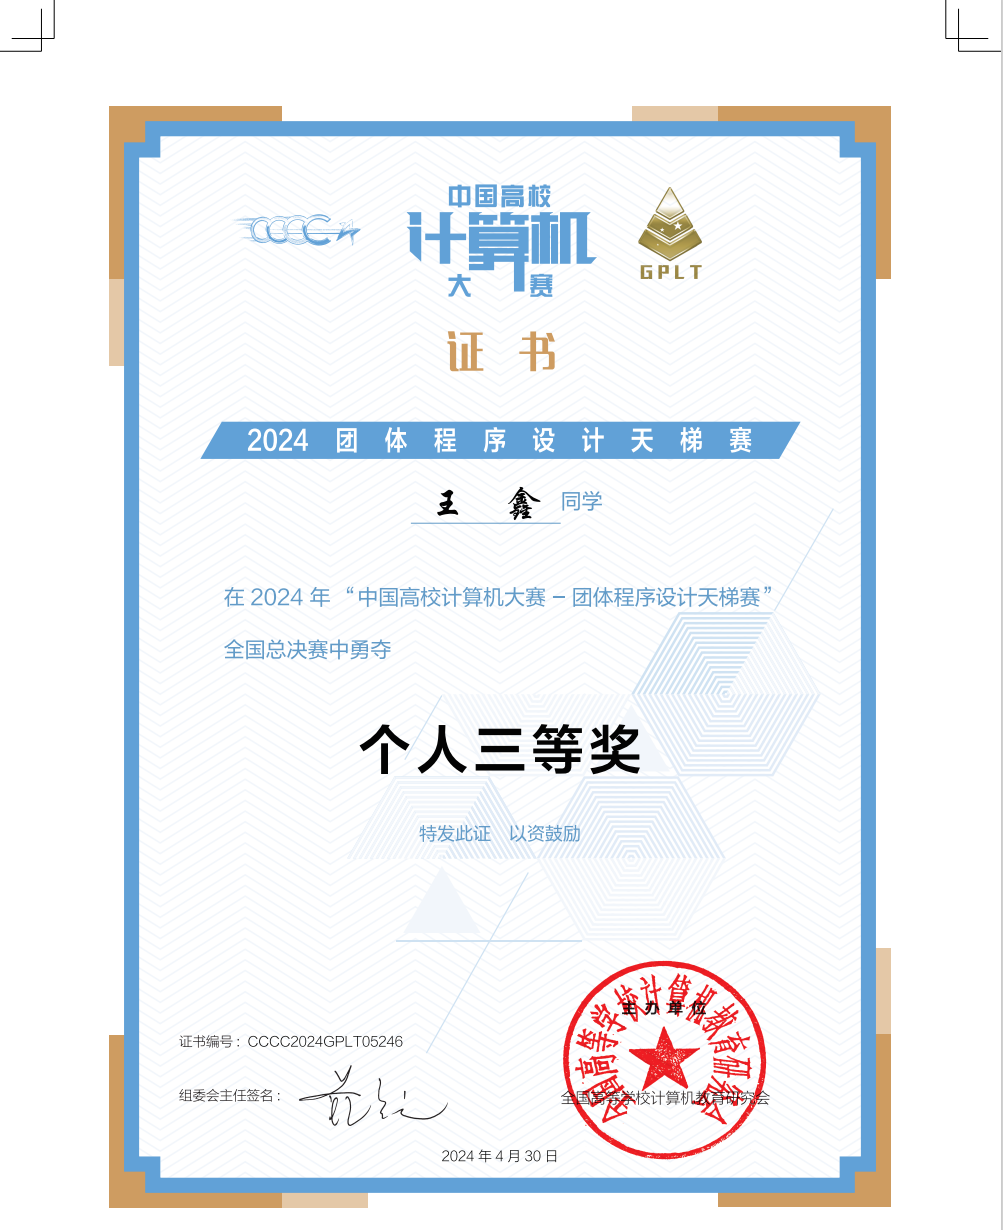 CCCC
中国高校
计算机
大赛
GPLT
证书
2024 团体程序设计天梯赛
王鑫 同学
在 2024 年 “中国高校计算机大赛 – 团体程序设计天梯赛”
全国总决赛中勇夺
个人三等奖
特发此证 以资鼓励
主办单位
全国高等学校计算机教育研究会
证书编号：CCCC2024GPLT05246
组委会主任签名：
全国高等学校计算机教育研究会
2024 年 4 月 30 日